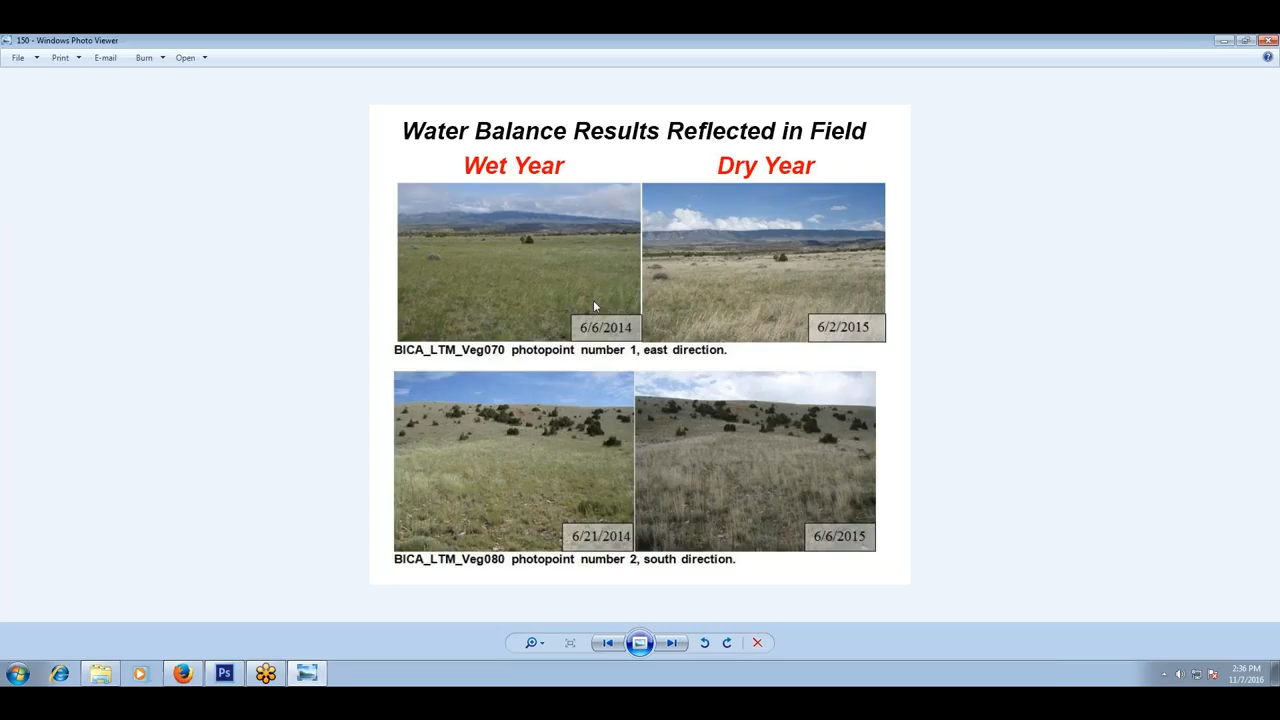 150 - Windows Photo Viewer
File Print E-mail Burn Open
Water Balance Results Reflected in Field
Wet Year Dry Year
6/6/2014 6/2/2015
BICA_LTM_Veg070 photopoint number 1, east direction.
6/21/2014 6/6/2015
BICA_LTM_Veg080 photopoint number 2, south direction.
Ps
2:36 PM
11/7/2016